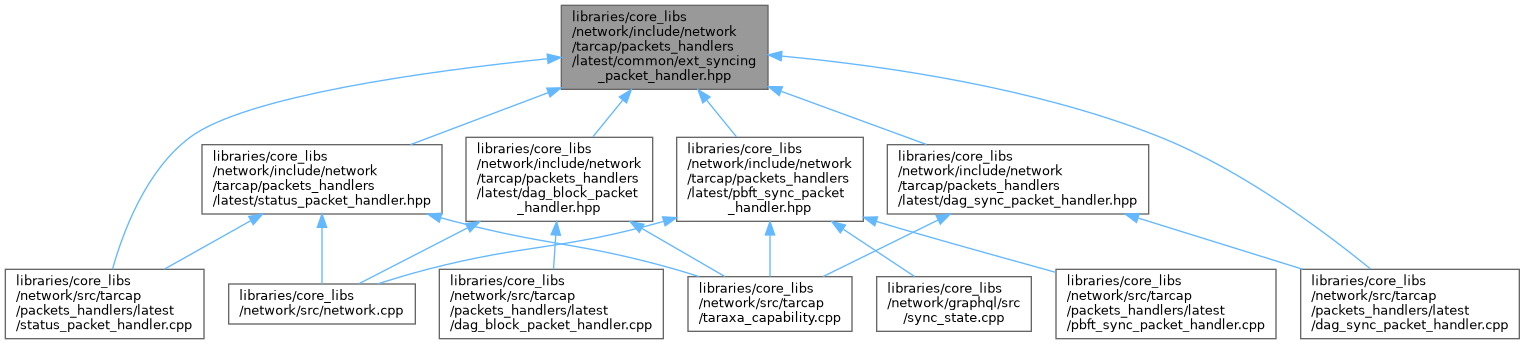 libraries/core_libs
/network/include/network
/tarcap/packets_handlers
/latest/common/ext_syncing
_packet_handler.hpp
libraries/core_libs
/network/include/network
/tarcap/packets_handlers
/latest/status_packet_handler.hpp
libraries/core_libs
/network/include/network
/tarcap/packets_handlers
/latest/dag_block_packet
_handler.hpp
libraries/core_libs
/network/include/network
/tarcap/packets_handlers
/latest/pbft_sync_packet
_handler.hpp
libraries/core_libs
/network/include/network
/tarcap/packets_handlers
/latest/dag_sync_packet_handler.hpp
libraries/core_libs
/network/src/tarcap
/packets_handlers/latest
/status_packet_handler.cpp
libraries/core_libs
/network/src/network.cpp
libraries/core_libs
/network/src/tarcap
/packets_handlers/latest
/dag_block_packet_handler.cpp
libraries/core_libs
/network/src/tarcap
/taraxa_capability.cpp
libraries/core_libs
/network/graphql/src
/sync_state.cpp
libraries/core_libs
/network/src/tarcap
/packets_handlers/latest
/pbft_sync_packet_handler.cpp
libraries/core_libs
/network/src/tarcap
/packets_handlers/latest
/dag_sync_packet_handler.cpp